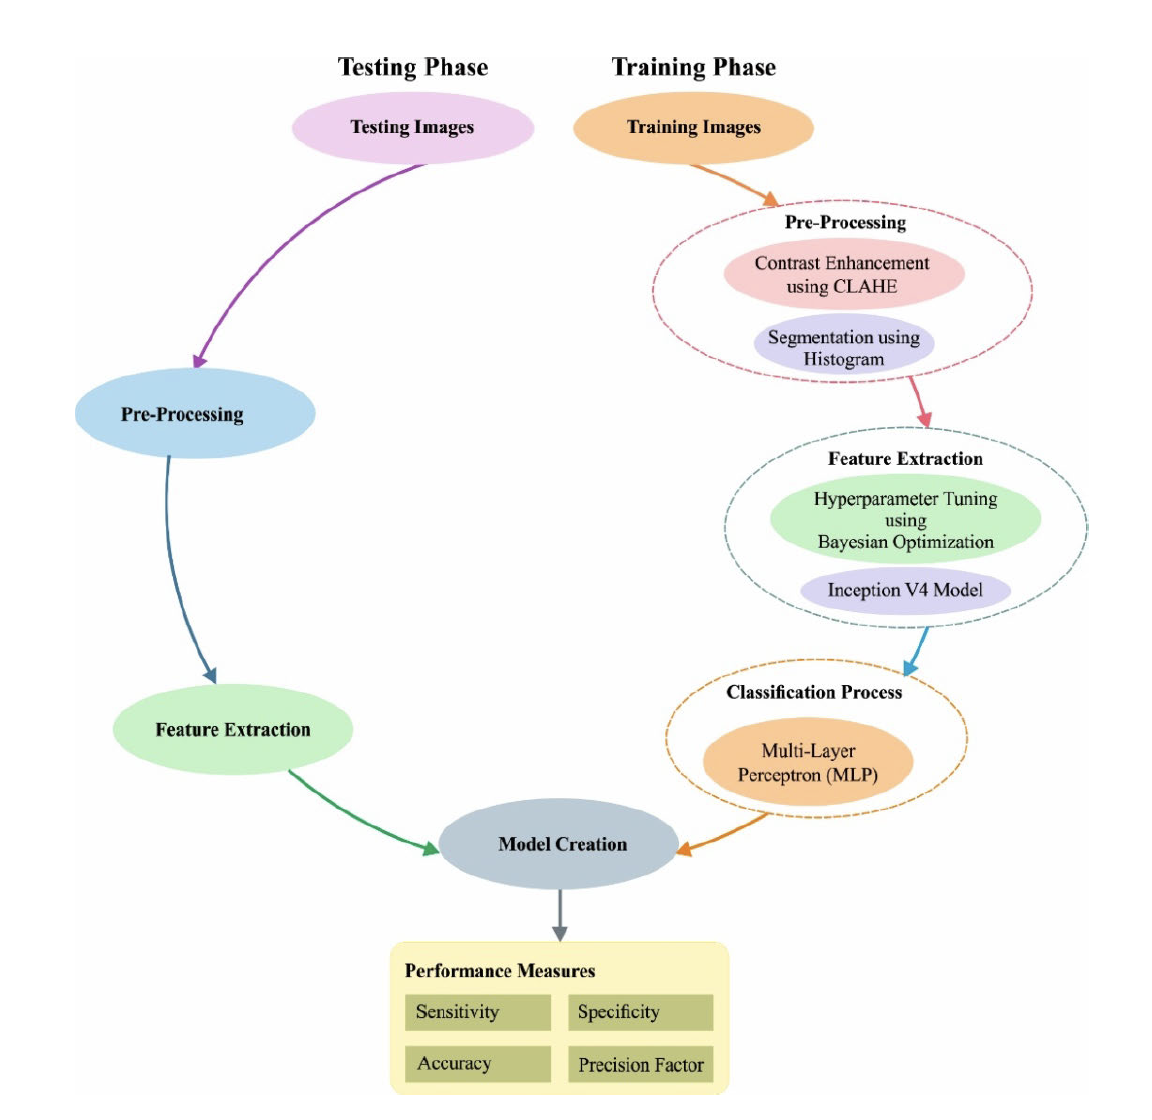 Testing Phase
Training Phase
Testing Images
Training Images
Pre-Processing
Contrast Enhancement
using CLAHE
Segmentation using
Histogram
Pre-Processing
Feature Extraction
Hyperparameter Tuning
using
Bayesian Optimization
Inception V4 Model
Feature Extraction
Classification Process
Multi-Layer
Perceptron (MLP)
Model Creation
Performance Measures
Sensitivity
Specificity
Accuracy
Precision Factor